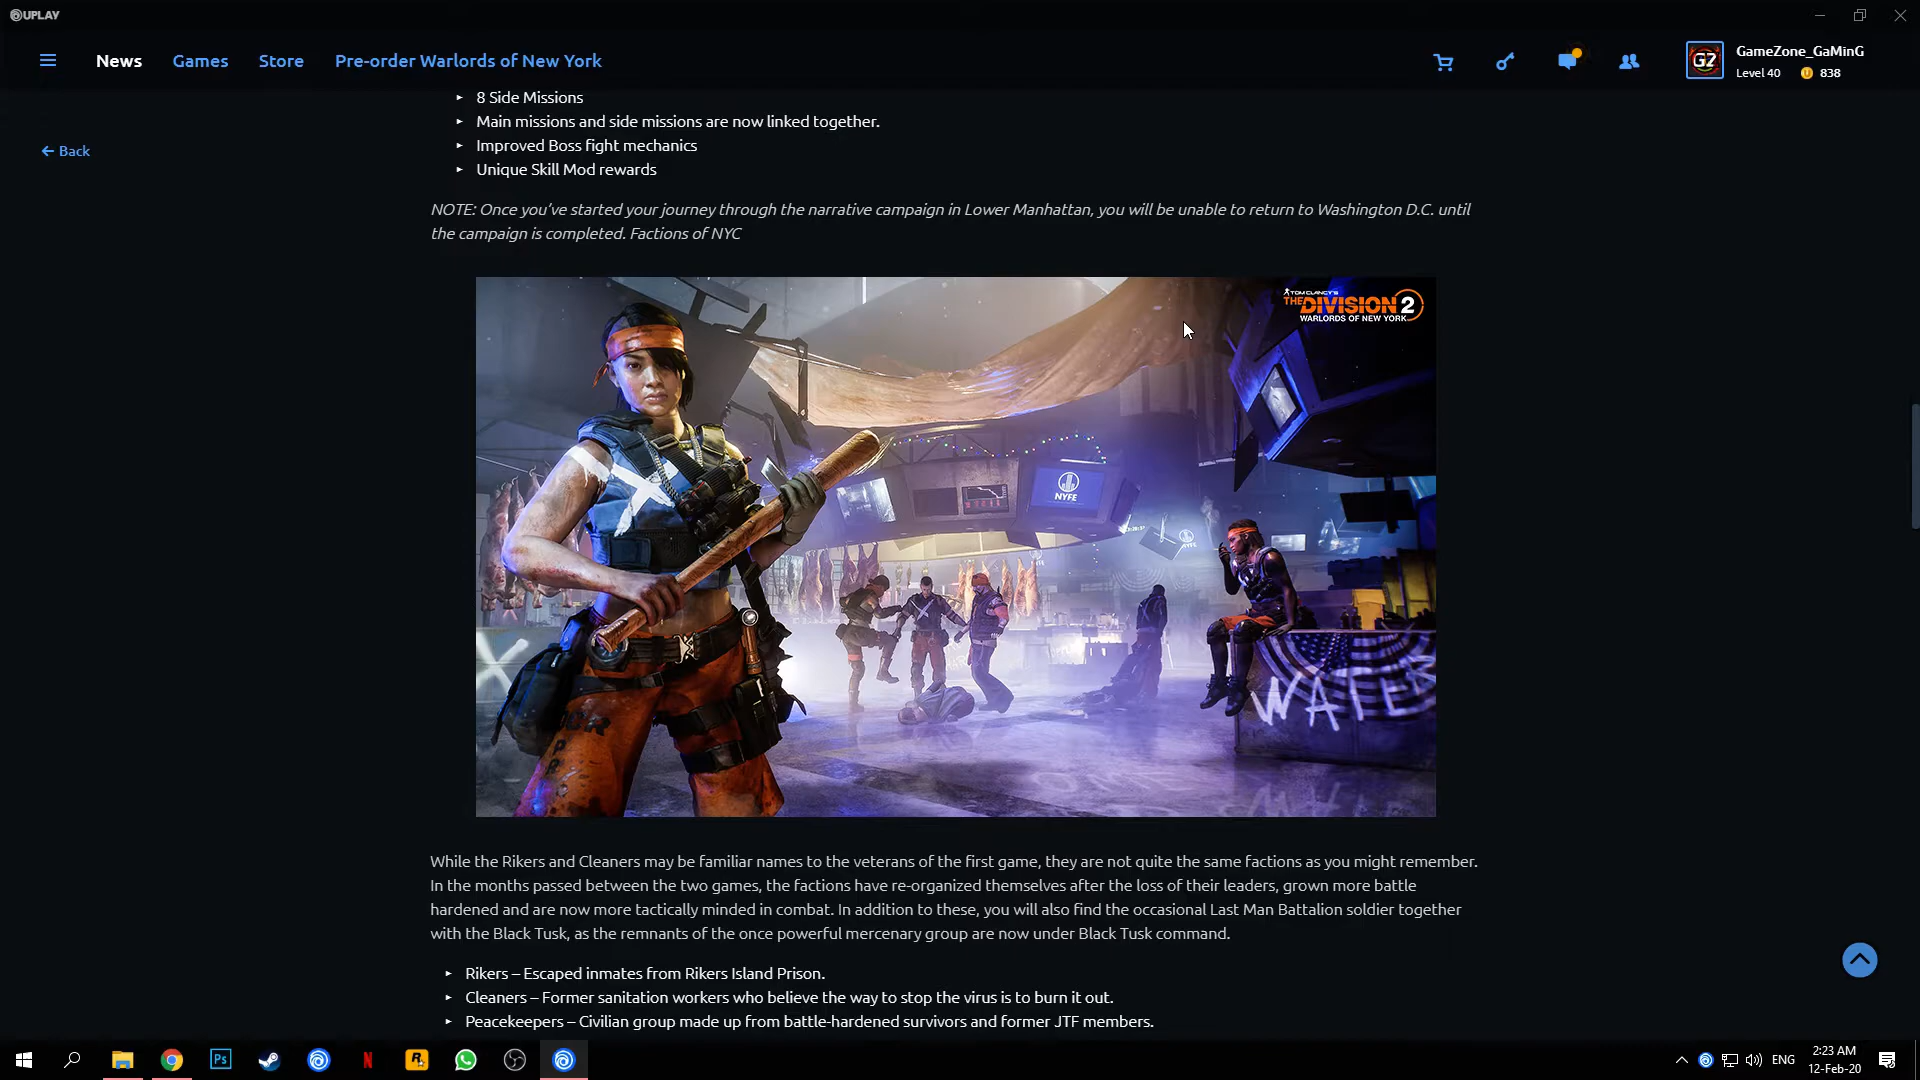 UPLAY
News
Games
Store
Pre-order Warlords of New York
GameZone_GaMinG
Level 40
838
Back
8 Side Missions
Main missions and side missions are now linked together.
Improved Boss fight mechanics
Unique Skill Mod rewards
NOTE: Once you've started your journey through the narrative campaign in Lower Manhattan, you will be unable to return to Washington D.C. until
the campaign is completed. Factions of NYC
TOM CLANCY'S
THE DIVISION 2
WARLORDS OF NEW YORK
NYFE
WATER
While the Rikers and Cleaners may be familiar names to the veterans of the first game, they are not quite the same factions as you might remember.
In the months passed between the two games, the factions have re-organized themselves after the loss of their leaders, grown more battle
hardened and are now more tactically minded in combat. In addition to these, you will also find the occasional Last Man Battalion soldier together
with the Black Tusk, as the remnants of the once powerful mercenary group are now under Black Tusk command.
Rikers – Escaped inmates from Rikers Island Prison.
Cleaners – Former sanitation workers who believe the way to stop the virus is to burn it out.
Peacekeepers – Civilian group made up from battle-hardened survivors and former JTF members.
Ps
ENG
2:23 AM
12-Feb-20